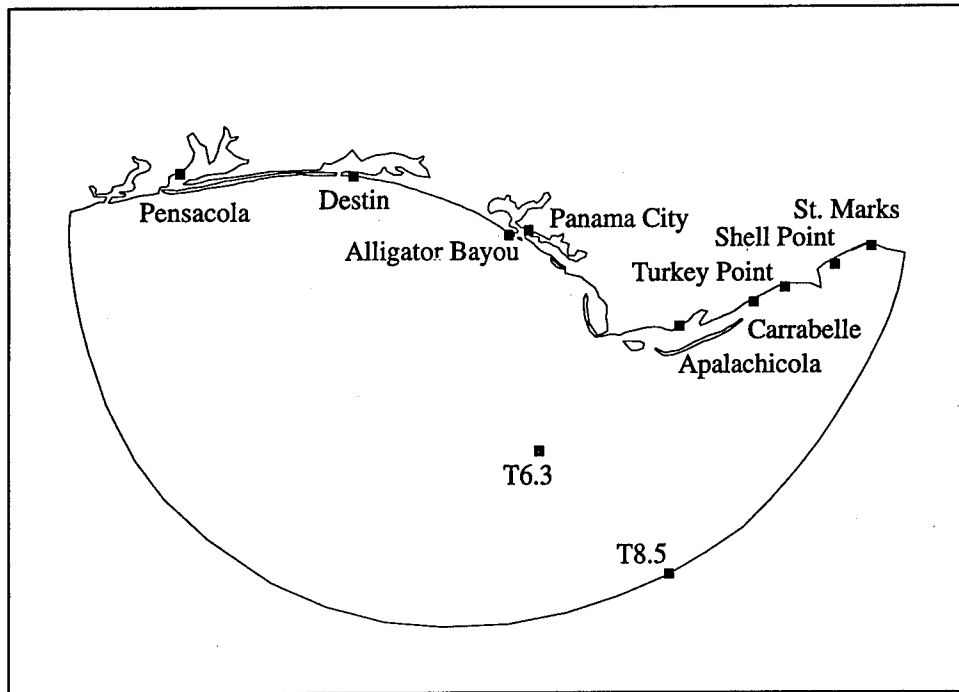 Pensacola
Destin
Alligator Bayou
Panama City
St. Marks
Shell Point
Turkey Point
Carrabelle
Apalachicola
T6.3
T8.5